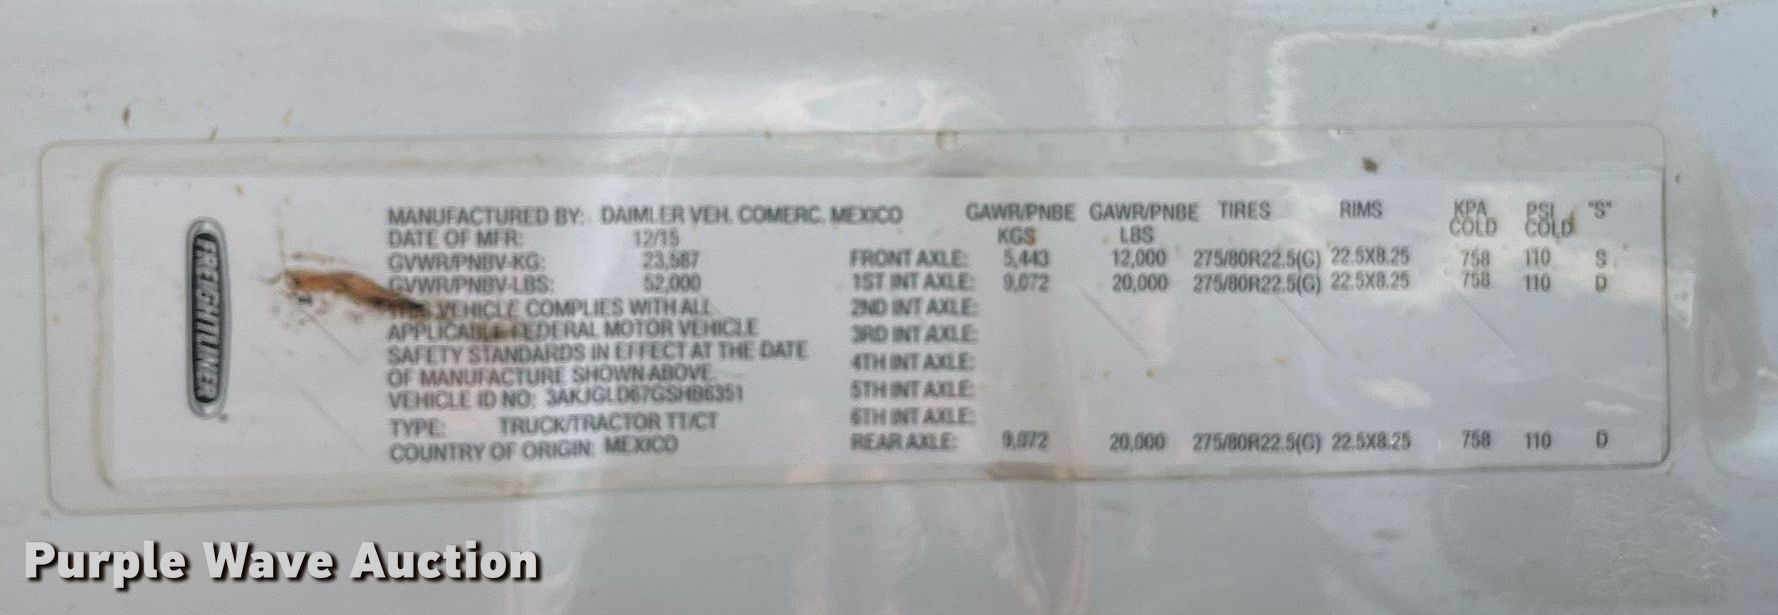 FREIGHTLINER
MANUFACTURED BY: DAIMLER VEH. COMERC. MEXICO GAWR/PNBE GAWR/PNBE TIRES RIMS KPA PSI "S"
DATE OF MFR: 12/15 KGS LBS COLD COLD
GVWR/PNBV-KG: 23,587 FRONT AXLE: 5,443 12,000 275/80R22.5(G) 22.5X8.25 758 110 S
GVWR/PNBV-LBS: 52,000 1ST INT AXLE: 9,072 20,000 275/80R22.5(G) 22.5X8.25 758 110 D
THIS VEHICLE COMPLIES WITH ALL 2ND INT AXLE:
APPLICABLE FEDERAL MOTOR VEHICLE 3RD INT AXLE:
SAFETY STANDARDS IN EFFECT AT THE DATE 4TH INT AXLE:
OF MANUFACTURE SHOWN ABOVE. 5TH INT AXLE:
VEHICLE ID NO: 3AKJGLD67GSHB6351
TYPE: TRUCK/TRACTOR TT/CT 6TH INT AXLE:
COUNTRY OF ORIGIN: MEXICO REAR AXLE: 9,072 20,000 275/80R22.5(G) 22.5X8.25 758 110 D
Purple Wave Auction